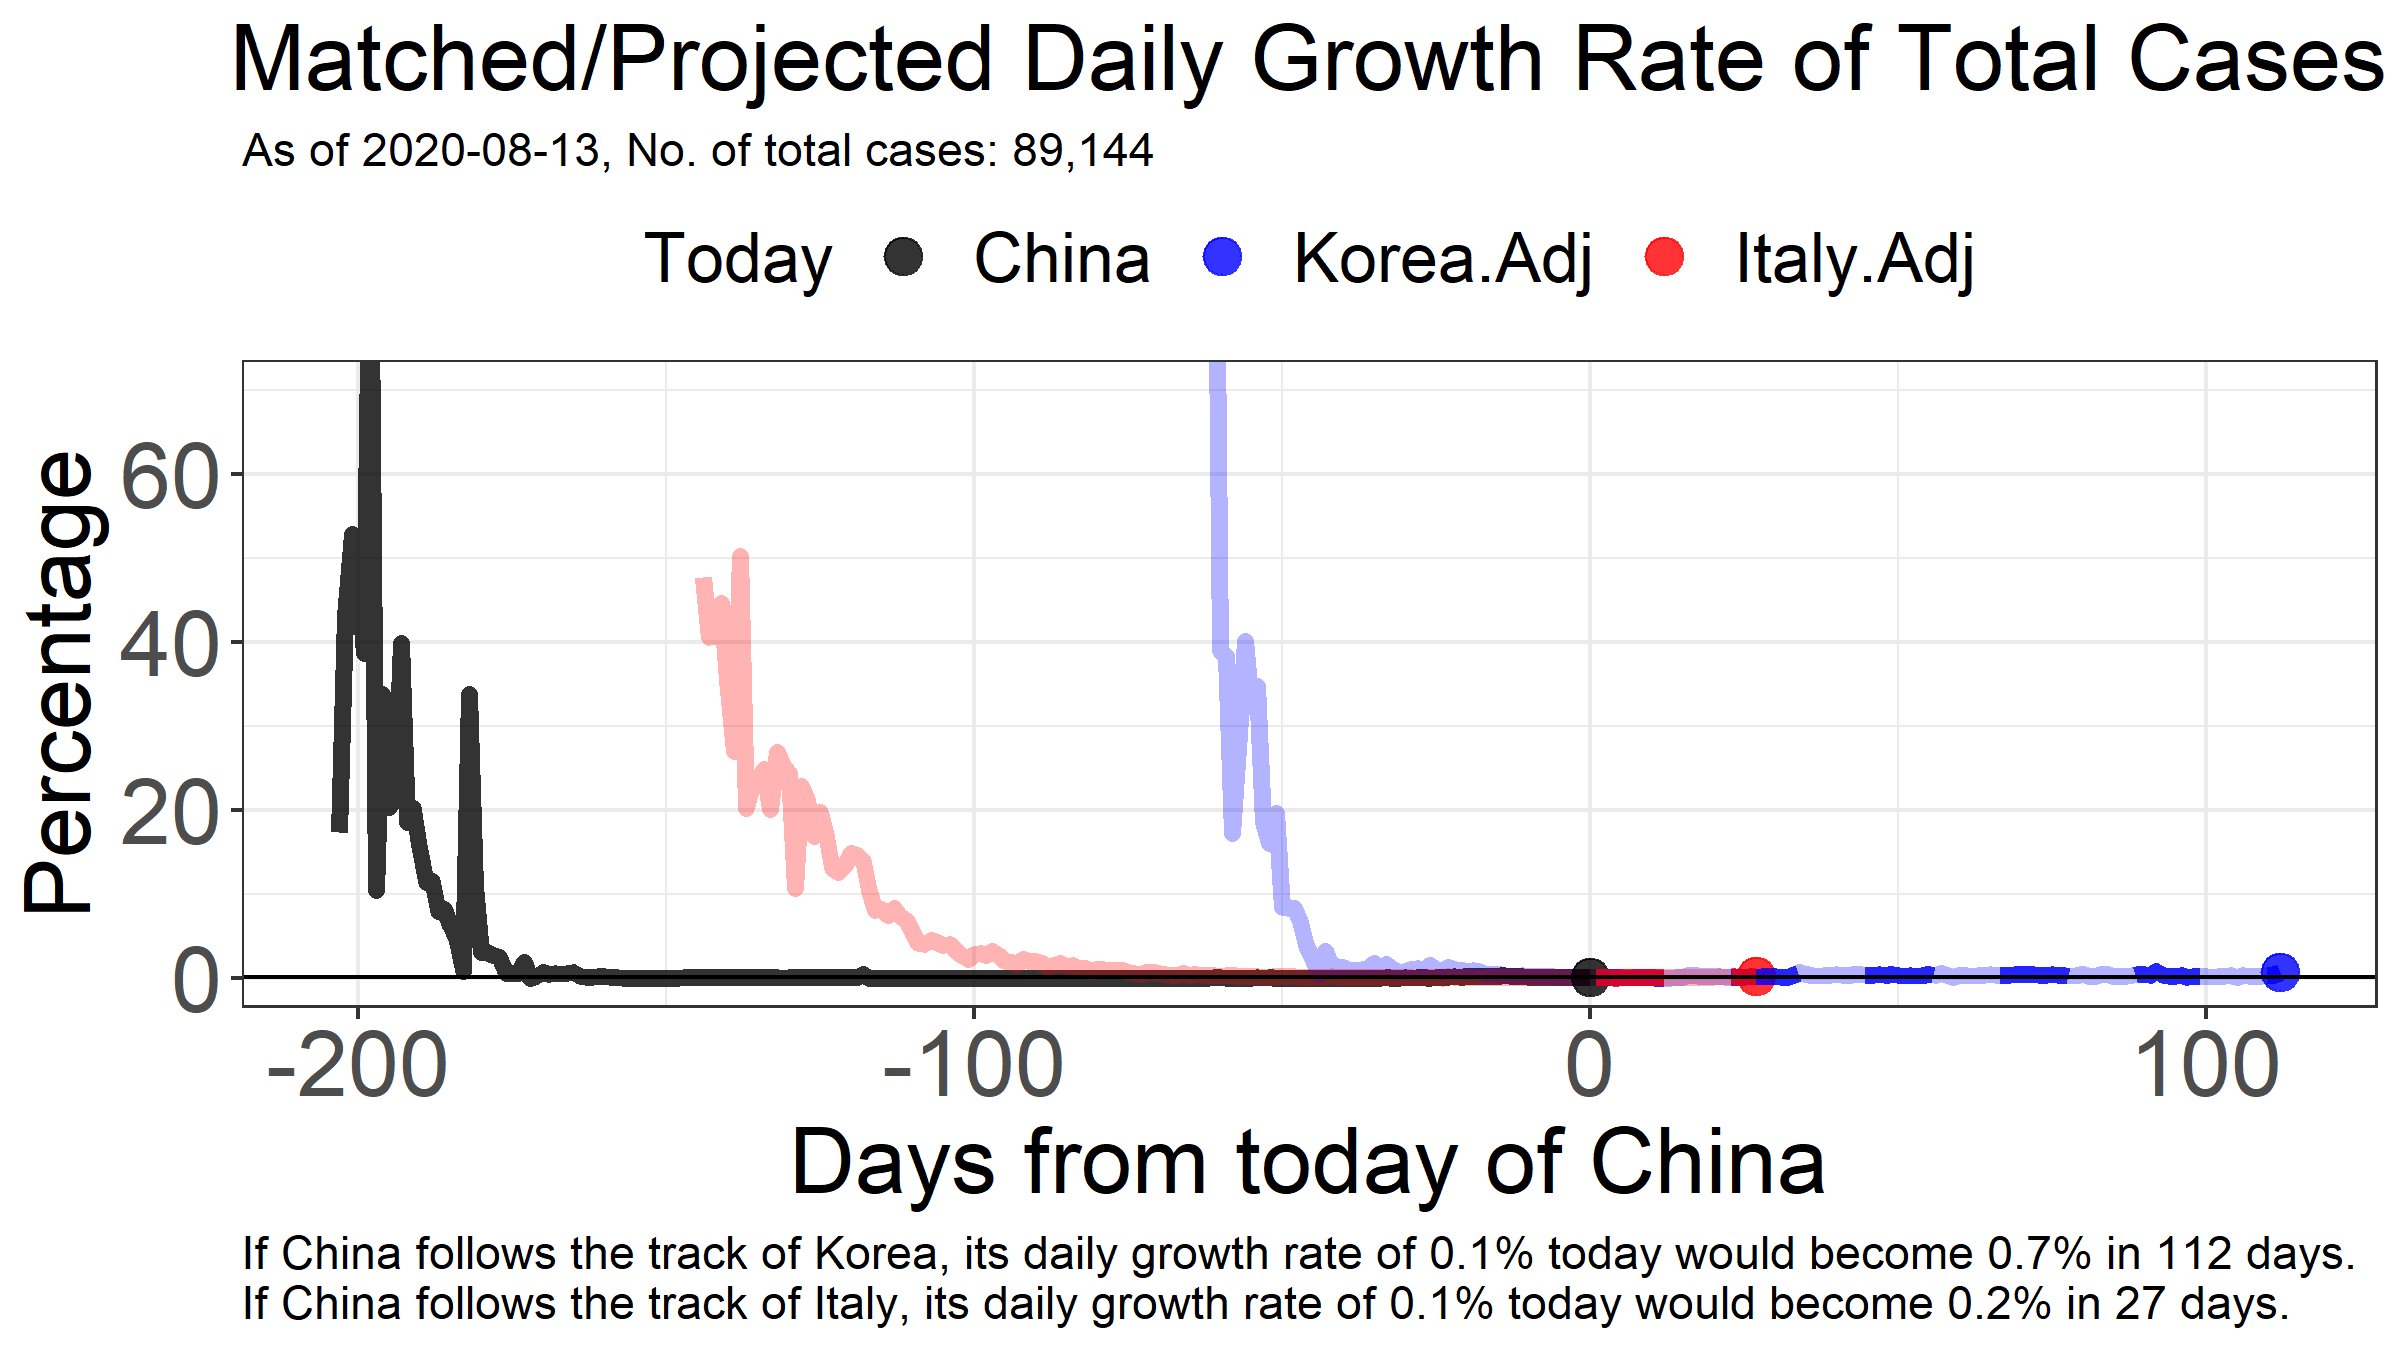 Matched/Projected Daily Growth Rate of Total Cases
As of 2020-08-13, No. of total cases: 89,144
Today China Korea.Adj Italy.Adj
Percentage
60
40
20
0
-200 -100 0 100
Days from today of China
If China follows the track of Korea, its daily growth rate of 0.1% today would become 0.7% in 112 days.
If China follows the track of Italy, its daily growth rate of 0.1% today would become 0.2% in 27 days.